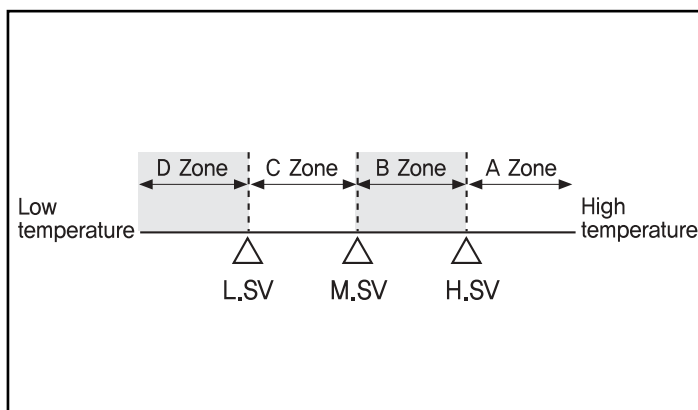 D Zone C Zone B Zone A Zone
Low
temperature
High
temperature
L.SV M.SV H.SV